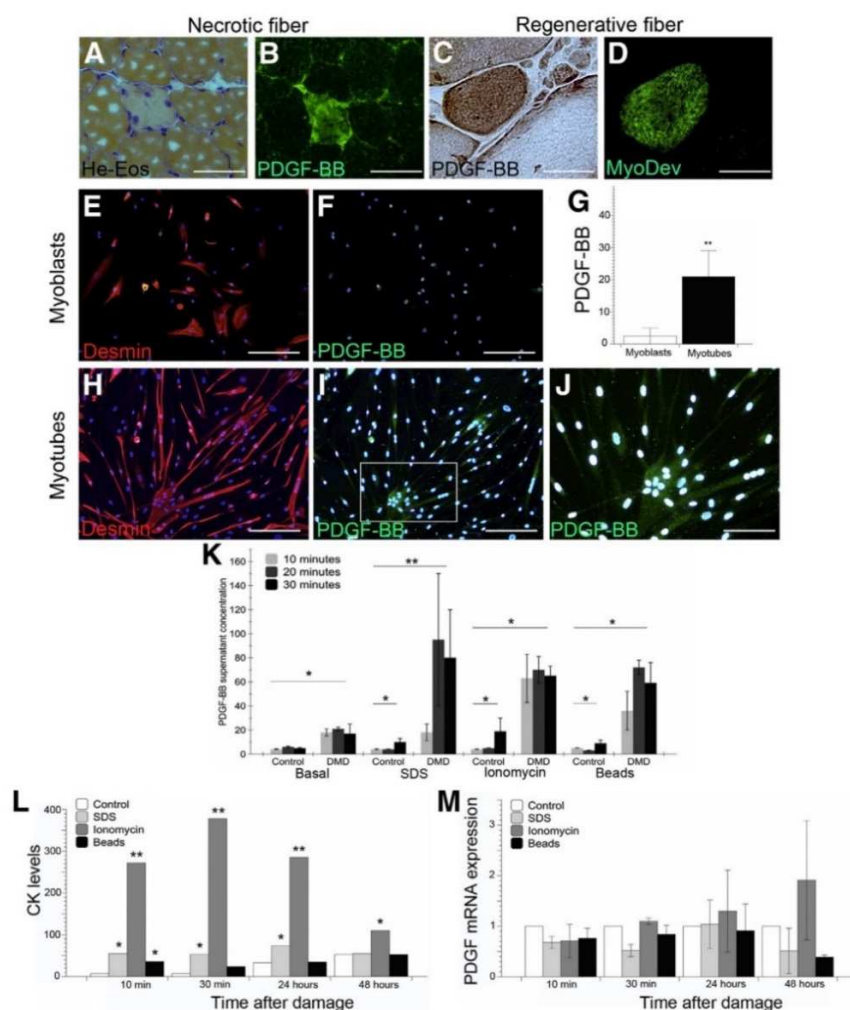 Necrotic fiber
Regenerative fiber
A
He-Eos
B
PDGF-BB
C
PDGF-BB
D
MyoDev
Myoblasts
E
Desmin
F
PDGF-BB
G
PDGF-BB
40
30
20
10
0
**
Myoblasts
Myotubes
Myotubes
H
Desmin
I
PDGF-BB
J
PDGF-BB
K
PDGF-BB supernatant concentration
160
140
120
100
80
60
40
20
0
10 minutes
20 minutes
30 minutes
*
*
**
*
*
*
*
Control
DMD
Control
DMD
Control
DMD
Control
DMD
Basal
SDS
Ionomycin
Beads
L
CK levels
400
300
200
100
0
Control
SDS
Ionomycin
Beads
*
**
*
*
**
*
**
*
10 min
30 min
24 hours
48 hours
Time after damage
M
PDGF mRNA expression
3
2
1
0
Control
SDS
Ionomycin
Beads
10 min
30 min
24 hours
48 hours
Time after damage